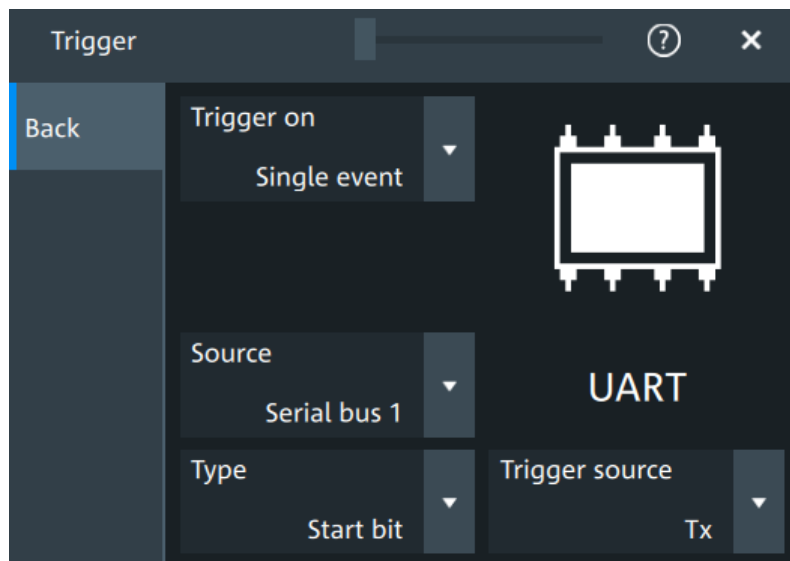 Trigger
?
Back
Trigger on
Single event
Source
Serial bus 1
UART
Type
Start bit
Trigger source
Tx